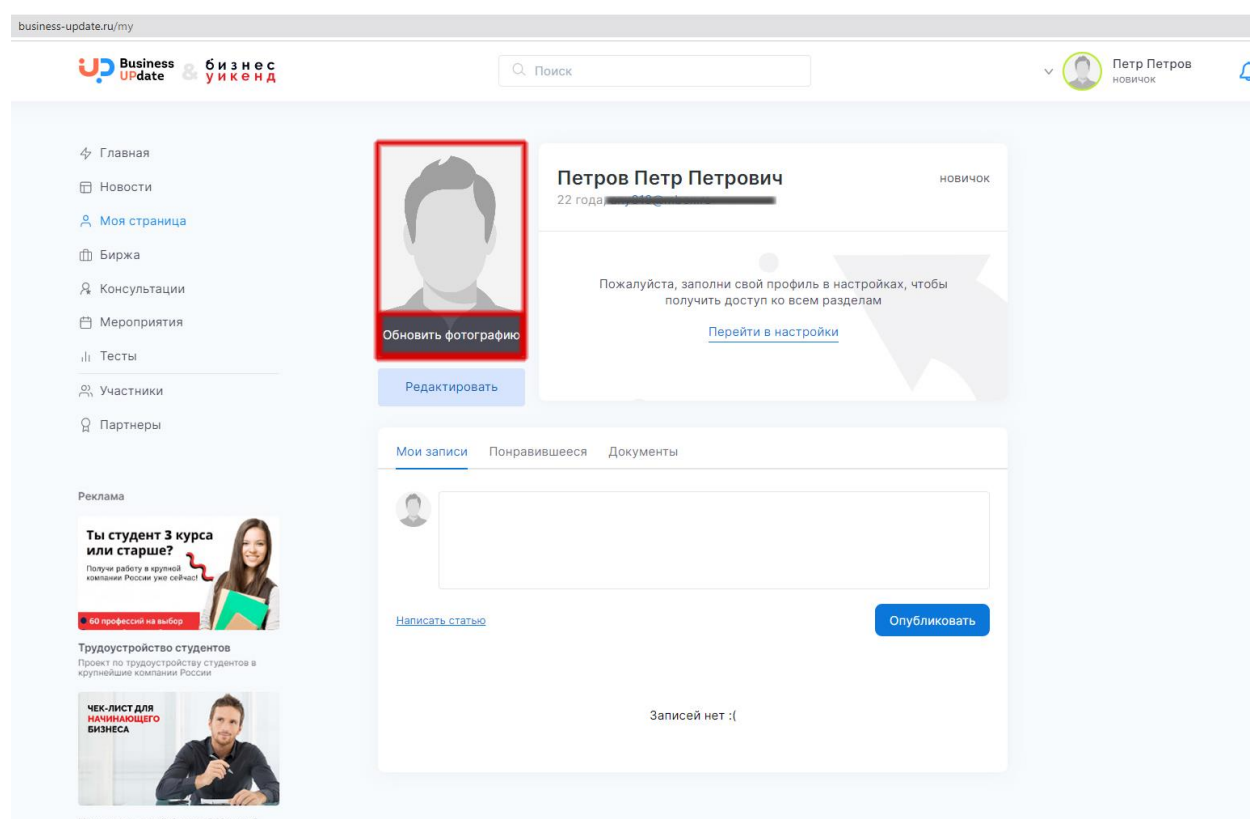 business-update.ru/my
Business
UPdate
&
бизнес
уикенд
Поиск
Петр Петров
новичок
Главная
Новости
Моя страница
Биржа
Консультации
Мероприятия
Тесты
Участники
Партнеры
Обновить фотографию
Редактировать
Петров Петр Петрович
новичок
22 года,
Пожалуйста, заполни свой профиль в настройках, чтобы
получить доступ ко всем разделам
Перейти в настройки
Мои записи Понравившееся Документы
Написать статью
Опубликовать
Записей нет :(
Реклама
Ты студент 3 курса
или старше?
Получи работу в крупной
компании России уже сейчас!
60 профессий на выбор
Трудоустройство студентов
Проект по трудоустройству студентов в
крупнейшие компании России
ЧЕК-ЛИСТ ДЛЯ
НАЧИНАЮЩЕГО
БИЗНЕСА